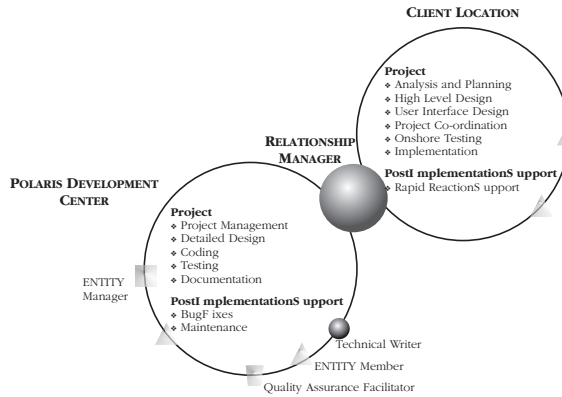 CLIENT LOCATION
Project
❖ Analysis and Planning
❖ High Level Design
❖ User Interface Design
❖ Project Co-ordination
❖ Onshore Testing
❖ Implementation
PostI mplementationS upport
❖ Rapid ReactionS upport
RELATIONSHIP
MANAGER
POLARIS DEVELOPMENT
CENTER
Project
❖ Project Management
❖ Detailed Design
❖ Coding
❖ Testing
❖ Documentation
PostI mplementationS upport
❖ BugF ixes
❖ Maintenance
ENTITY
Manager
Technical Writer
ENTITY Member
Quality Assurance Facilitator